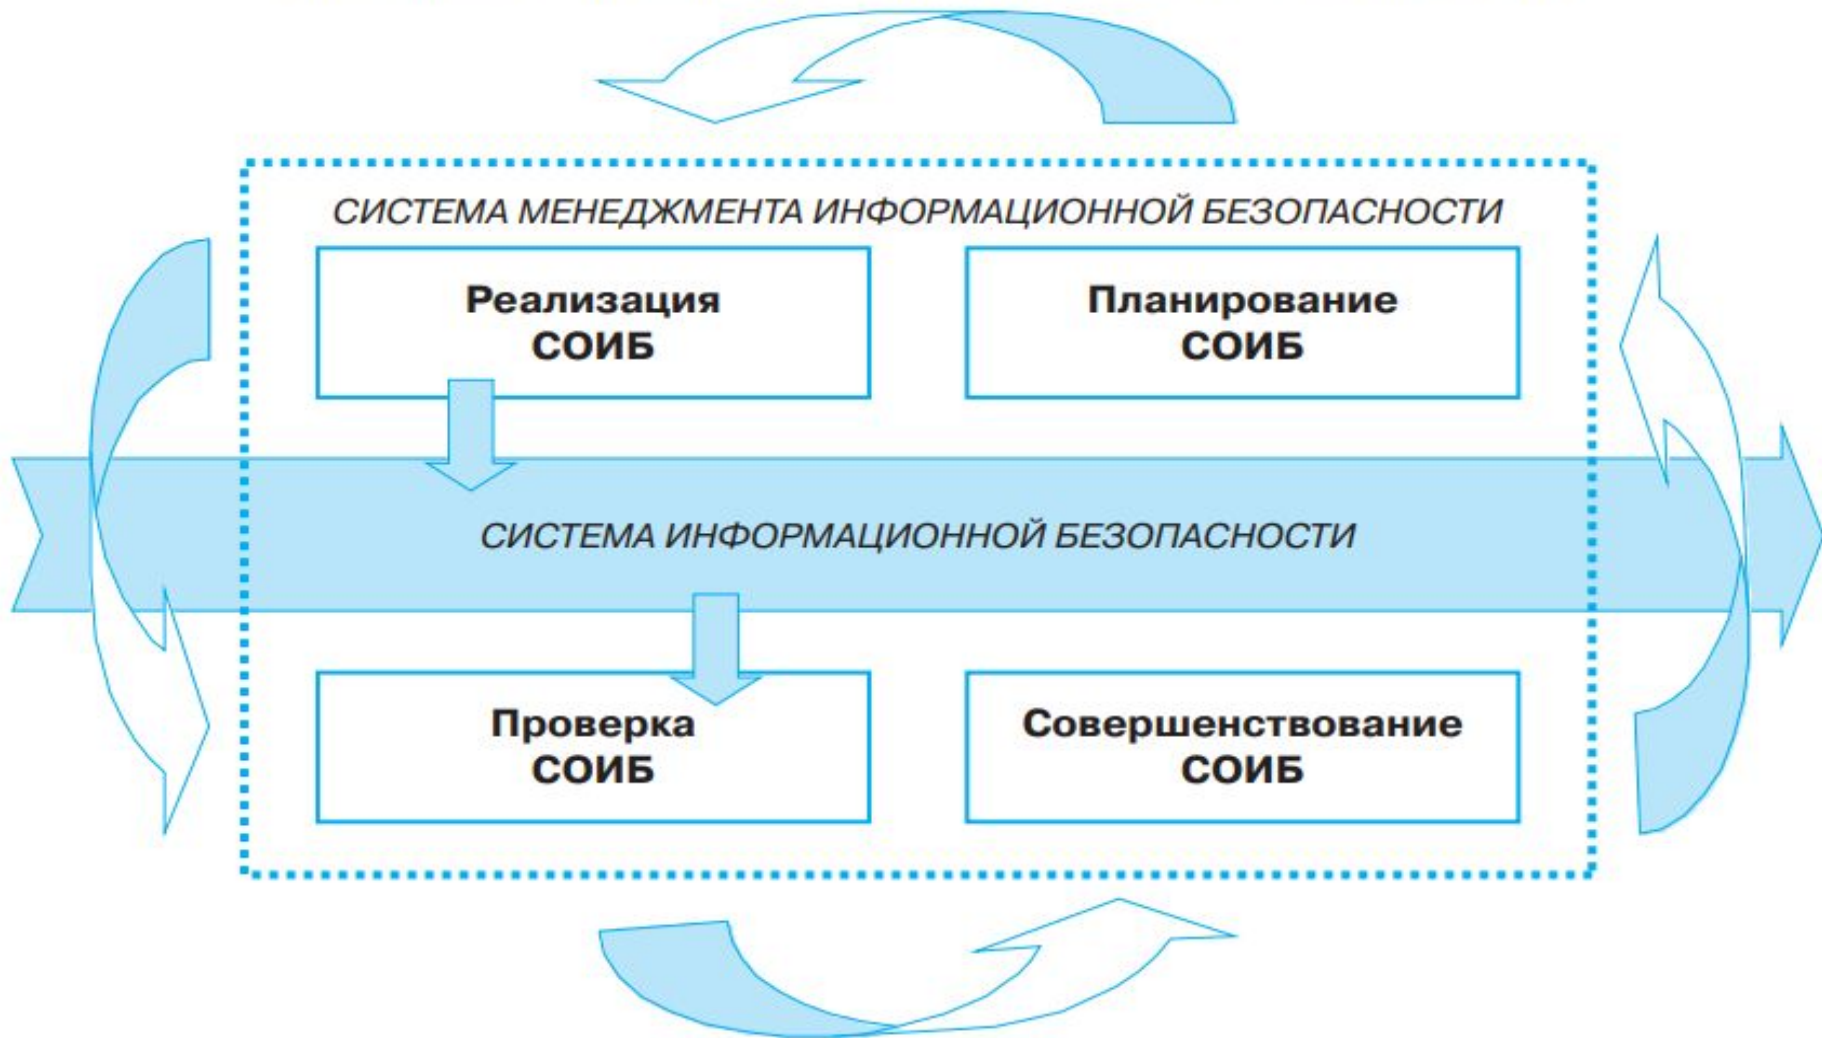 СИСТЕМА МЕНЕДЖМЕНТА ИНФОРМАЦИОННОЙ БЕЗОПАСНОСТИ
Реализация
СОИБ
Планирование
СОИБ
СИСТЕМА ИНФОРМАЦИОННОЙ БЕЗОПАСНОСТИ
Проверка
СОИБ
Совершенствование
СОИБ